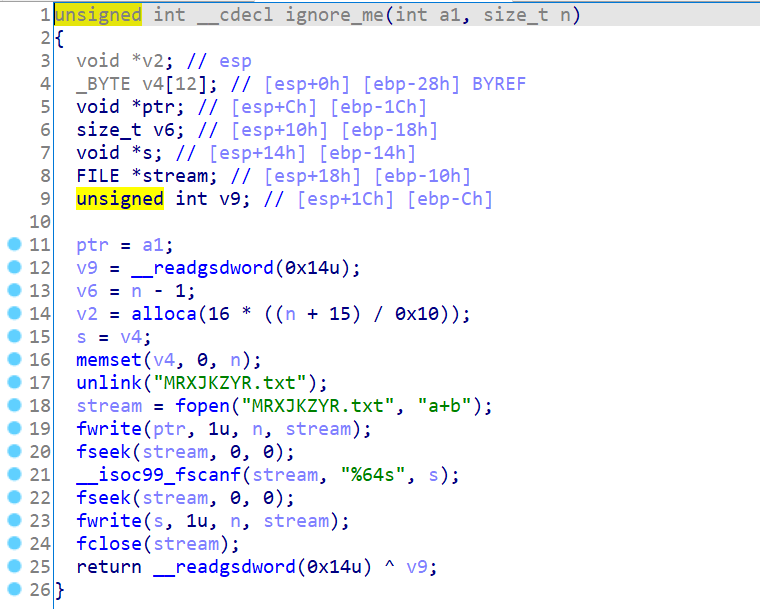 1 unsigned int __cdecl ignore_me(int a1, size_t n)
2 {
3 void *v2; // esp
4 _BYTE v4[12]; // [esp+0h] [ebp-28h] BYREF
5 void *ptr; // [esp+Ch] [ebp-1Ch]
6 size_t v6; // [esp+10h] [ebp-18h]
7 void *s; // [esp+14h] [ebp-14h]
8 FILE *stream; // [esp+18h] [ebp-10h]
9 unsigned int v9; // [esp+1Ch] [ebp-Ch]
10
11 ptr = a1;
12 v9 = __readgsdword(0x14u);
13 v6 = n - 1;
14 v2 = alloca(16 * ((n + 15) / 0x10));
15 s = v4;
16 memset(v4, 0, n);
17 unlink("MRXJKZYR.txt");
18 stream = fopen("MRXJKZYR.txt", "a+b");
19 fwrite(ptr, 1u, n, stream);
20 fseek(stream, 0, 0);
21 __isoc99_fscanf(stream, "%64s", s);
22 fseek(stream, 0, 0);
23 fwrite(s, 1u, n, stream);
24 fclose(stream);
25 return __readgsdword(0x14u) ^ v9;
26 }